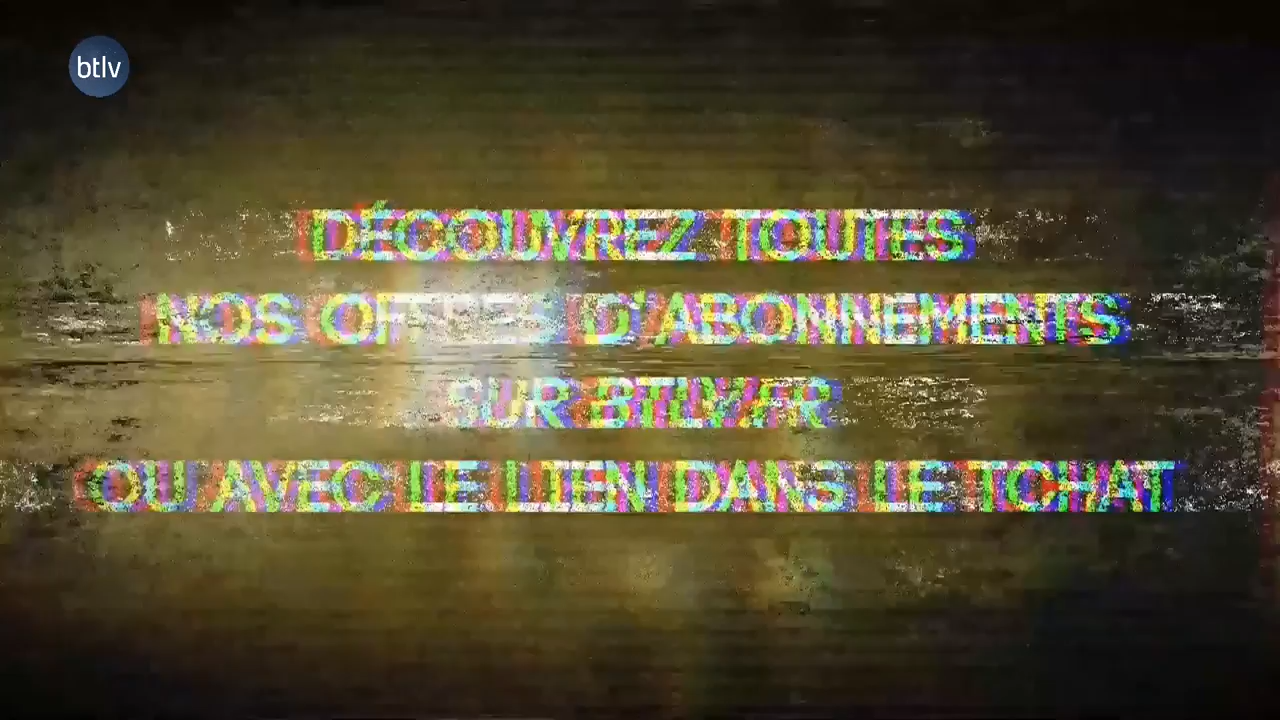 btlv
DÉCOUVREZ TOUTES
NOS OFFRES D'ABONNEMENTS
SUR BTLV.FR
OU AVEC LE LIEN DANS LE TCHAT